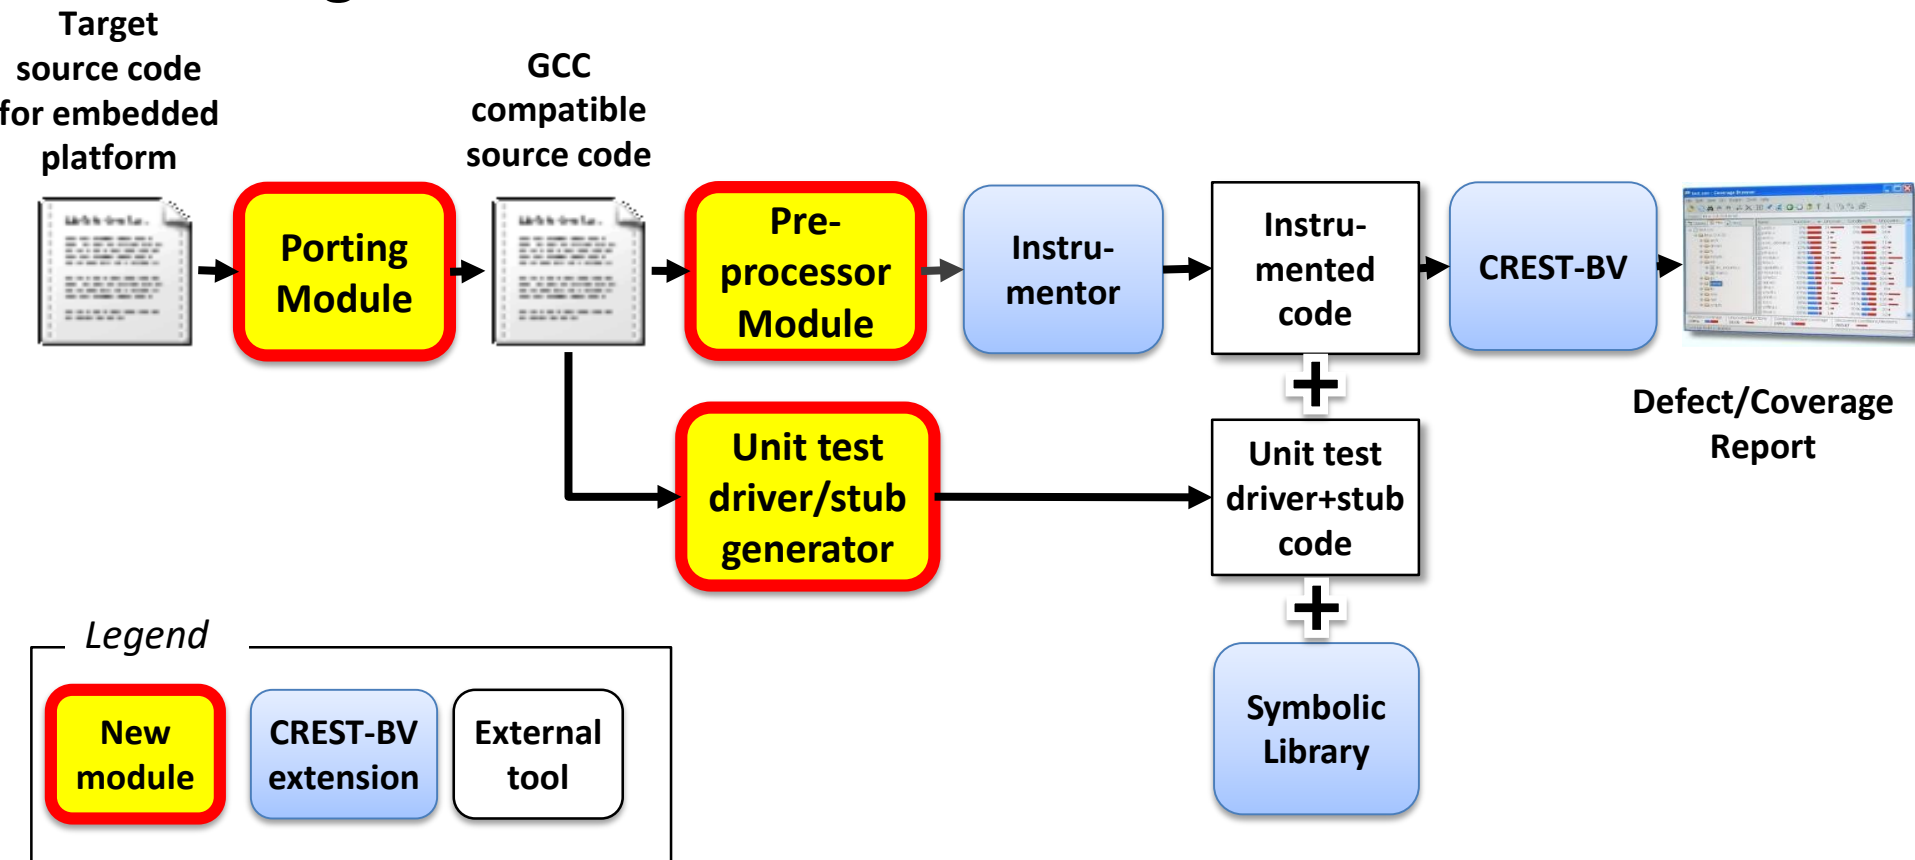 Target
source code
for embedded
platform
GCC
compatible
source code
Porting
Module
Pre-
processor
Module
Instru-
mentor
Instru-
mented
code
CREST-BV
Defect/Coverage
Report
Unit test
driver/stub
generator
Unit test
driver+stub
code
Symbolic
Library
Legend
New
module
CREST-BV
extension
External
tool